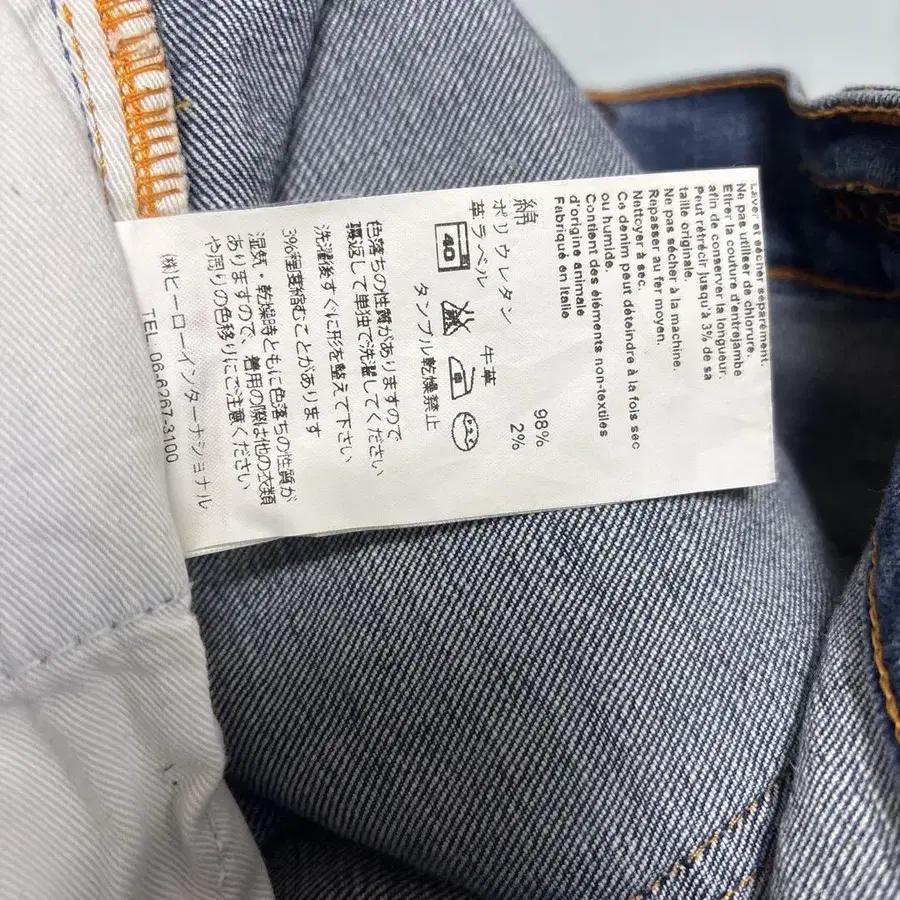 Laver et sécher séparément.
Ne pas utiliser de chlorure.
Etirer la couture d'entrejambe
afin de conserver la longueur.
Peut rétrécir jusqu'à 3% de sa
taille originale.
Ne pas sécher à la machine.
Repasser au fer moyen.
Nettoyer à sec.
Ce denim peut déteindre à la fois sec
ou humide.
Contient des éléments non-textiles
d'origine animale
Fabriqué en Italie
綿 98%
ポリウレタン 2%
革ラベル 牛革
40
タンブル乾燥禁止
色落ちの性質がありますので
裏返して単独で洗濯してください
洗濯後すぐに形を整えて下さい
3%程度縮むことがあります
湿気・乾燥時ともに色落ちの性質が
ありますので、着用の際は他の衣類
や周りの色移りにご注意ください
(株)ヒーローインターナショナル
TEL 06-6267-3100